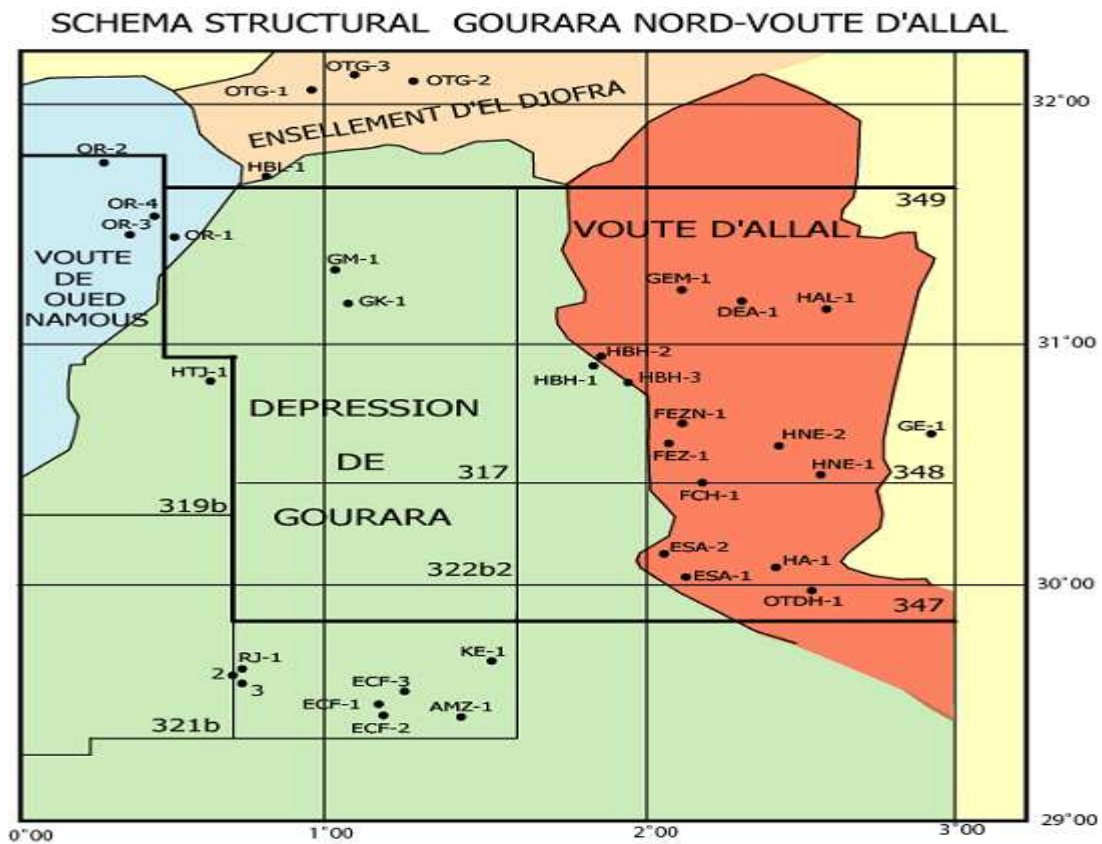 SCHEMA STRUCTURAL GOURARA NORD-VOUTE D'ALLAL
OTG-3
OTG-1
OTG-2
ENSELLEMENT D'EL DJOFRA
32°00
OR-2
HBL-1
349
OR-4
OR-3
OR-1
VOUTE
DE
OUED
NAMOUS
VOUTE D'ALLAL
GM-1
GK-1
GEM-1
DEA-1
HAL-1
31°00
HBH-2
HBH-1
HBH-3
HTJ-1
DEPRESSION
DE
GOURARA
FEZN-1
FEZ-1
HNE-2
GE-1
HNE-1
317
348
FCH-1
319b
ESA-2
ESA-1
HA-1
322b2
30°00
OTDH-1
347
RJ-1
2
3
KE-1
ECF-3
ECF-1
ECF-2
AMZ-1
321b
29°00
0°00
1°00
2°00
3°00